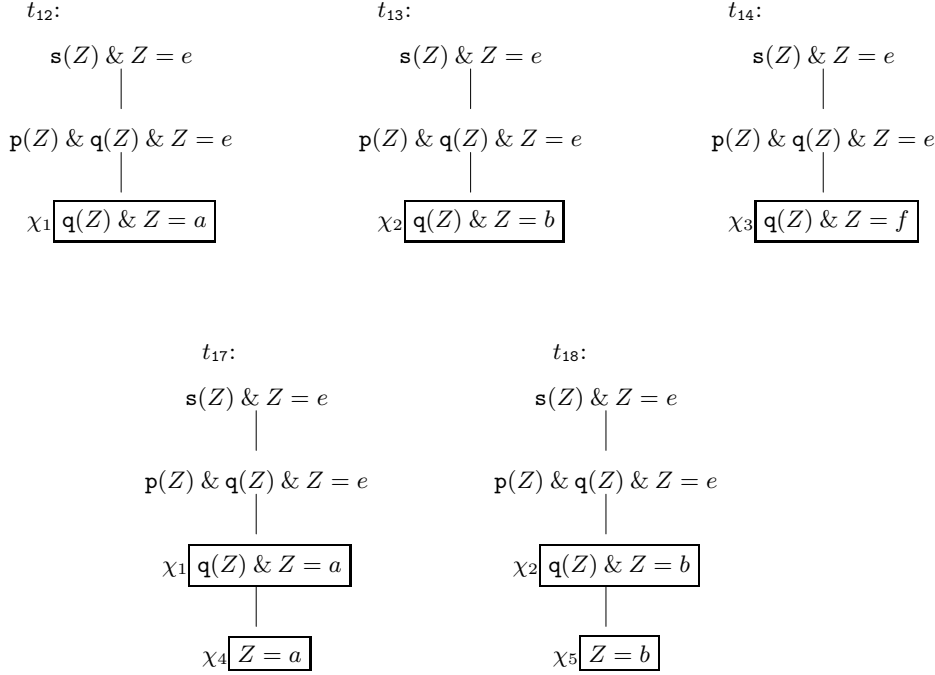 t₁₂: t₁₃: t₁₄:
s(Z) & Z = e s(Z) & Z = e s(Z) & Z = e
p(Z) & q(Z) & Z = e p(Z) & q(Z) & Z = e p(Z) & q(Z) & Z = e
χ₁ q(Z) & Z = a χ₂ q(Z) & Z = b χ₃ q(Z) & Z = f
t₁₇: t₁₈:
s(Z) & Z = e s(Z) & Z = e
p(Z) & q(Z) & Z = e p(Z) & q(Z) & Z = e
χ₁ q(Z) & Z = a χ₂ q(Z) & Z = b
χ₄ Z = a χ₅ Z = b